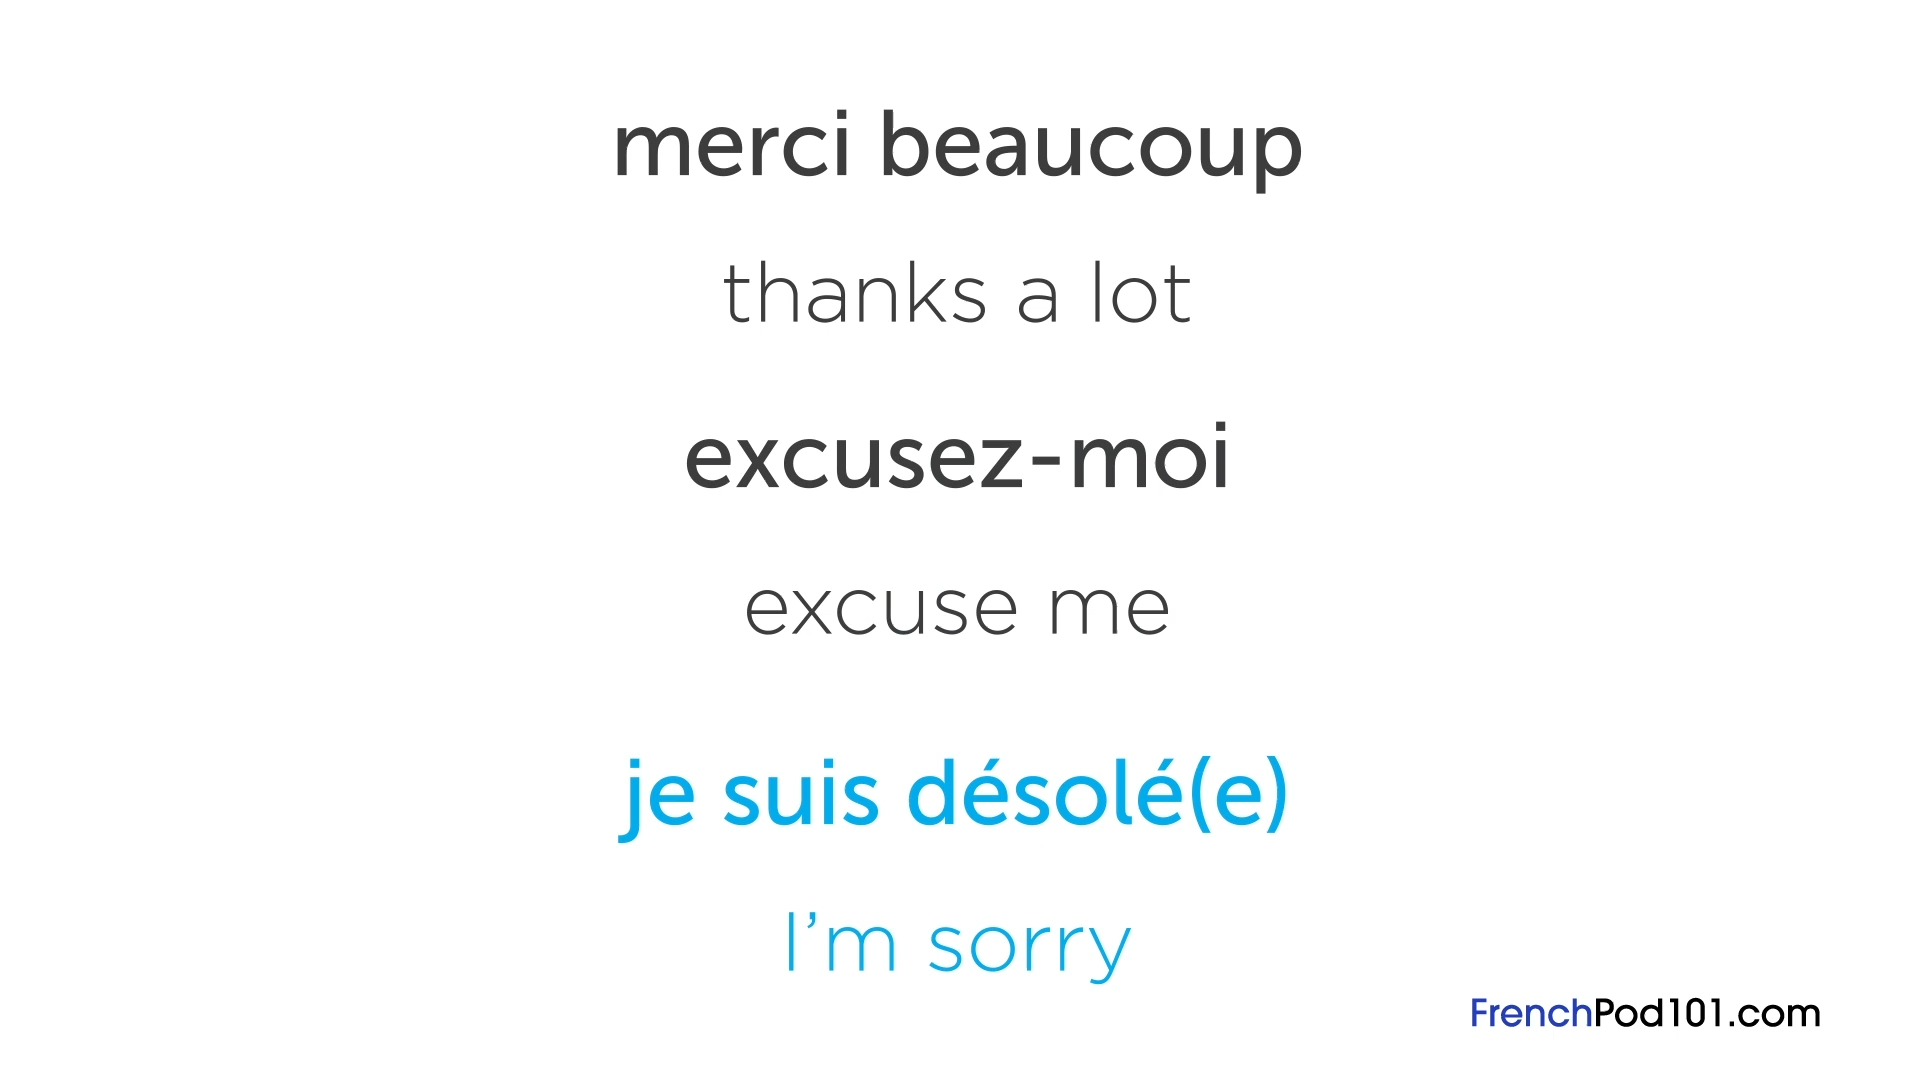 merci beaucoup
thanks a lot
excusez-moi
excuse me
je suis désolé(e)
I’m sorry
FrenchPod101.com